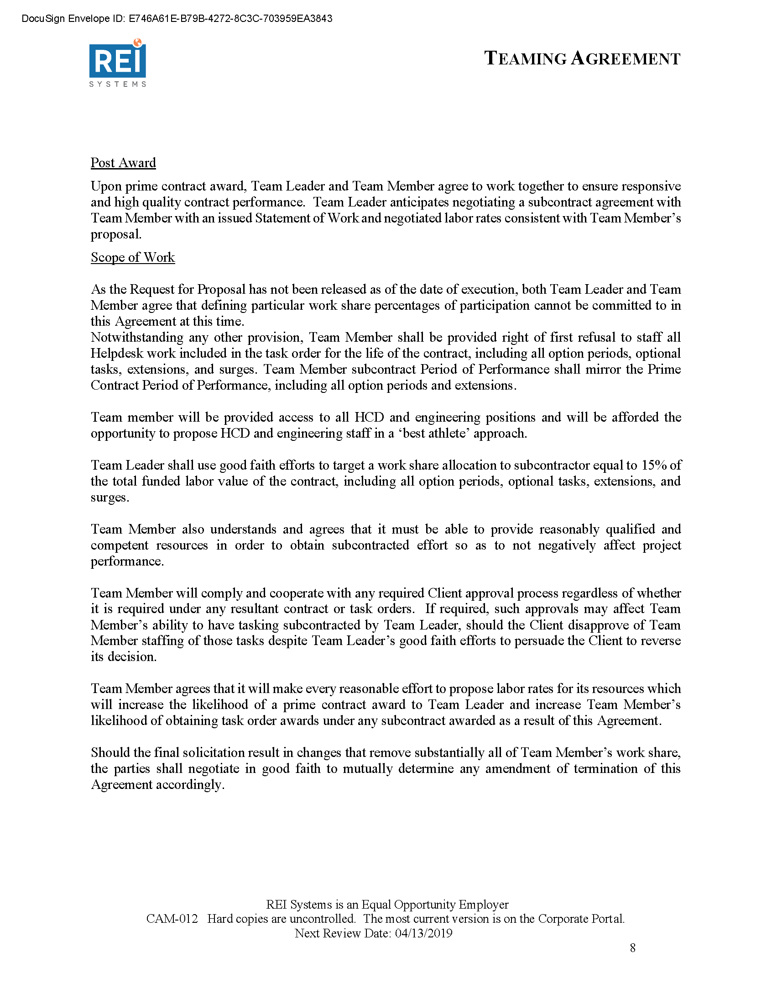 DocuSign Envelope ID: E746A61E-B79B-4272-8C3C-703959EA3843
REI
SYSTEMS
TEAMING AGREEMENT
Post Award
Upon prime contract award, Team Leader and Team Member agree to work together to ensure responsive
and high quality contract performance.  Team Leader anticipates negotiating a subcontract agreement with
Team Member with an issued Statement of Work and negotiated labor rates consistent with Team Member’s
proposal.
Scope of Work
As the Request for Proposal has not been released as of the date of execution, both Team Leader and Team
Member agree that defining particular work share percentages of participation cannot be committed to in
this Agreement at this time.
Notwithstanding any other provision, Team Member shall be provided right of first refusal to staff all
Helpdesk work included in the task order for the life of the contract, including all option periods, optional
tasks, extensions, and surges. Team Member subcontract Period of Performance shall mirror the Prime
Contract Period of Performance, including all option periods and extensions.
Team member will be provided access to all HCD and engineering positions and will be afforded the
opportunity to propose HCD and engineering staff in a ‘best athlete’ approach.
Team Leader shall use good faith efforts to target a work share allocation to subcontractor equal to 15% of
the total funded labor value of the contract, including all option periods, optional tasks, extensions, and
surges.
Team Member also understands and agrees that it must be able to provide reasonably qualified and
competent resources in order to obtain subcontracted effort so as to not negatively affect project
performance.
Team Member will comply and cooperate with any required Client approval process regardless of whether
it is required under any resultant contract or task orders.  If required, such approvals may affect Team
Member’s ability to have tasking subcontracted by Team Leader, should the Client disapprove of Team
Member staffing of those tasks despite Team Leader’s good faith efforts to persuade the Client to reverse
its decision.
Team Member agrees that it will make every reasonable effort to propose labor rates for its resources which
will increase the likelihood of a prime contract award to Team Leader and increase Team Member’s
likelihood of obtaining task order awards under any subcontract awarded as a result of this Agreement.
Should the final solicitation result in changes that remove substantially all of Team Member’s work share,
the parties shall negotiate in good faith to mutually determine any amendment of termination of this
Agreement accordingly.
REI Systems is an Equal Opportunity Employer
CAM-012   Hard copies are uncontrolled.  The most current version is on the Corporate Portal.
Next Review Date: 04/13/2019
8